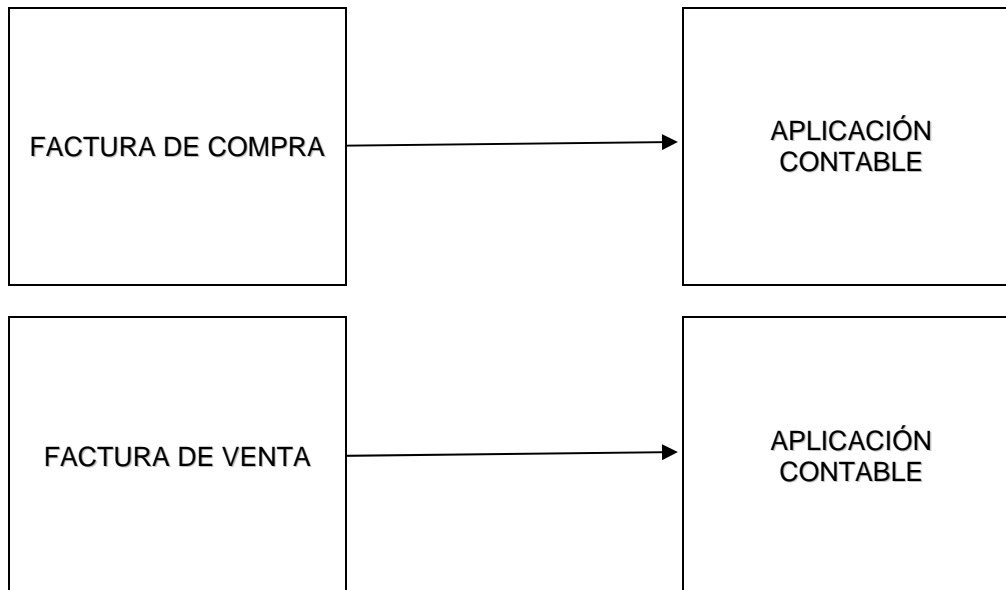 FACTURA DE COMPRA
APLICACIÓN
CONTABLE
FACTURA DE VENTA
APLICACIÓN
CONTABLE